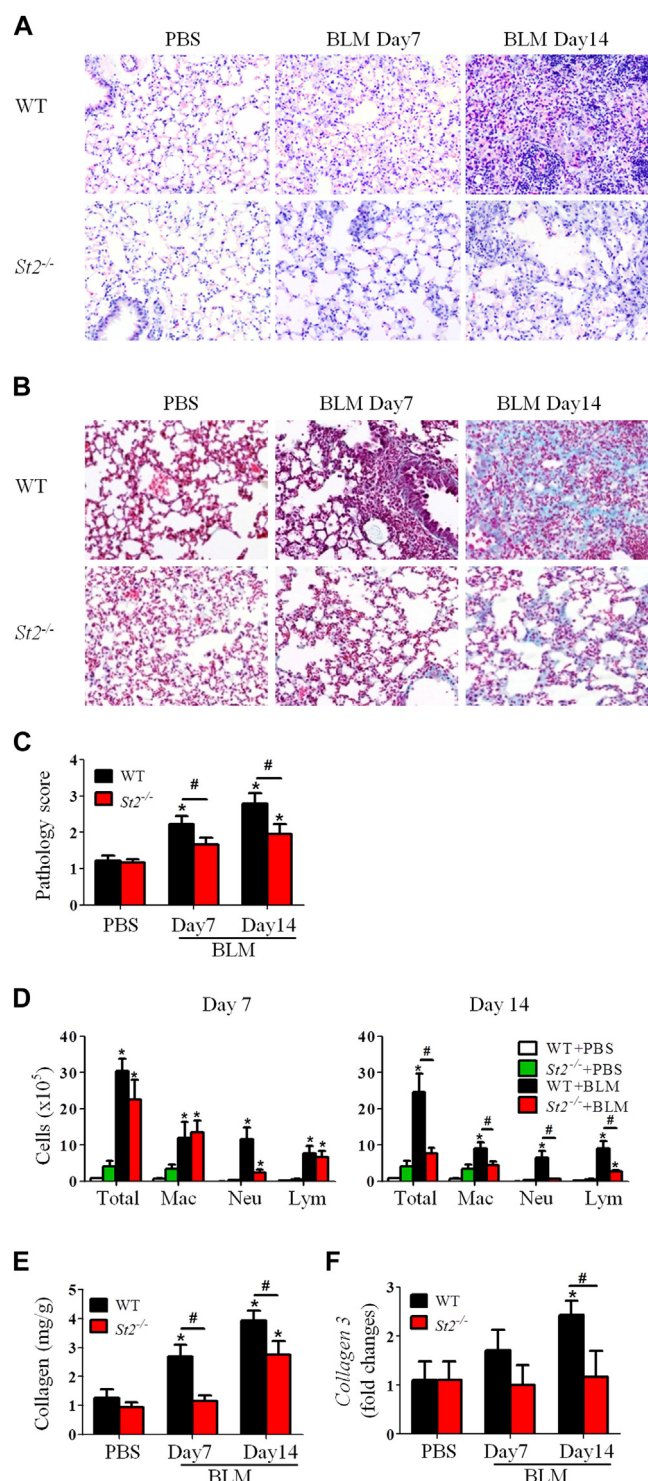 A
PBS BLM Day7 BLM Day14
WT
St2-/-
B
PBS BLM Day7 BLM Day14
WT
St2-/-
C
Pathology score
4
3
2
1
0
WT
St2-/-
#
#
*
*
*
PBS Day7 Day14
BLM
D
Day 7 Day 14
Cells (x10⁵)
40
30
20
10
0
* * * * * * * *
Total Mac Neu Lym
40
30
20
10
0
WT+PBS
St2-/-+PBS
WT+BLM
St2-/-+BLM
# # # #
* * * * *
Total Mac Neu Lym
E
Collagen (mg/g)
5
4
3
2
1
0
WT
St2-/-
#
#
*
*
*
PBS Day7 Day14
BLM
F
Collagen 3
(fold changes)
3
2
1
0
WT
St2-/-
#
*
PBS Day7 Day14
BLM